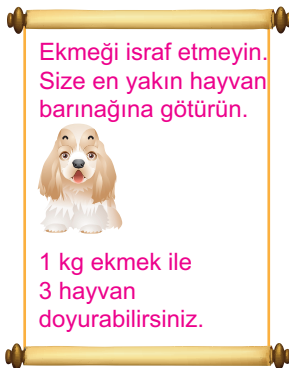 Ekmeği israf etmeyin.
Size en yakın hayvan
barınağına götürün.
1 kg ekmek ile
3 hayvan
doyurabilirsiniz.